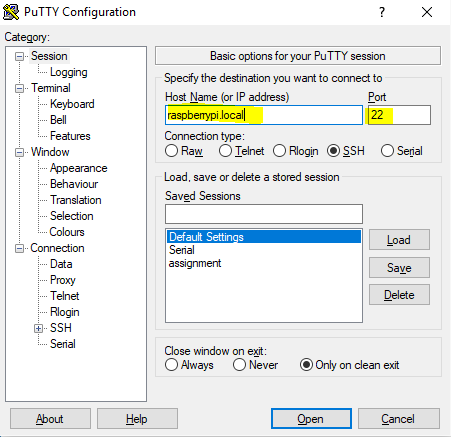 PuTTY Configuration ? ×
Category:
Session
Logging
Terminal
Keyboard
Bell
Features
Window
Appearance
Behaviour
Translation
Selection
Colours
Connection
Data
Proxy
Telnet
Rlogin
SSH
Serial
Basic options for your PuTTY session
Specify the destination you want to connect to
Host Name (or IP address) Port
raspberrypi.local 22
Connection type:
Raw Telnet Rlogin SSH Serial
Load, save or delete a stored session
Saved Sessions
Default Settings
Serial
assignment
Load
Save
Delete
Close window on exit:
Always Never Only on clean exit
About Help Open Cancel